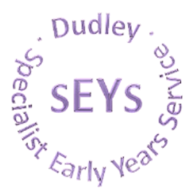 Dudley
SEYS
Specialist Early Years Service